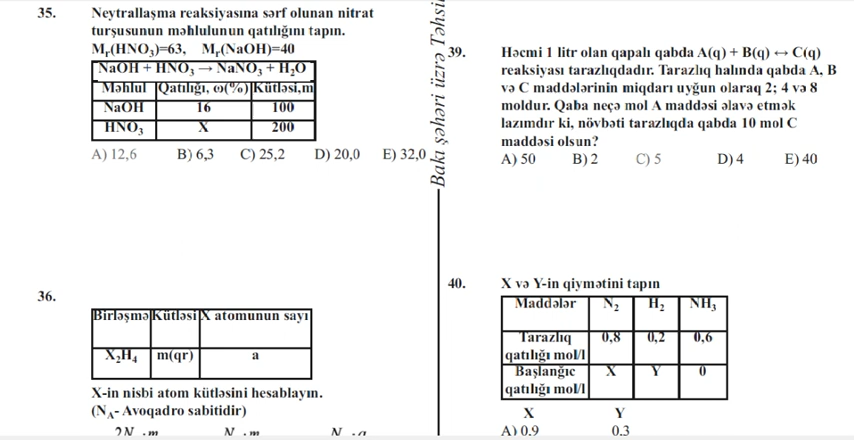 35. Neytrallaşma reaksiyasına sərf olunan nitrat
turşusunun məhlulunun qatılığını tapın.
Mr(HNO3)=63, Mr(NaOH)=40
NaOH + HNO3 → NaNO3 + H2O
Məhlul Qatılığı, ω(%) Kütləsi,m
NaOH 16 100
HNO3 X 200
A) 12,6 B) 6,3 C) 25,2 D) 20,0 E) 32,0
36.
Birləşmə Kütləsi X atomunun sayı
X2H4 m(qr) a
X-in nisbi atom kütləsini hesablayın.
(NA- Avoqadro sabitidir)
2N .m N .m N .a
Bakı şəhəri üzrə Təhsil
39. Həcmi 1 litr olan qapalı qabda A(q) + B(q) ↔ C(q)
reaksiyası tarazlıqdadır. Tarazlıq halında qabda A, B
və C maddələrinin miqdarı uyğun olaraq 2; 4 və 8
moldur. Qaba neçə mol A maddəsi əlavə etmək
lazımdır ki, növbəti tarazlıqda qabda 10 mol C
maddəsi olsun?
A) 50 B) 2 C) 5 D) 4 E) 40
40. X və Y-in qiymətini tapın
Maddələr N2 H2 NH3
Tarazlıq 0,8 0,2 0,6
qatılığı mol/l
Başlanğıc X Y 0
qatılığı mol/l
X Y
A) 0,9 0,3